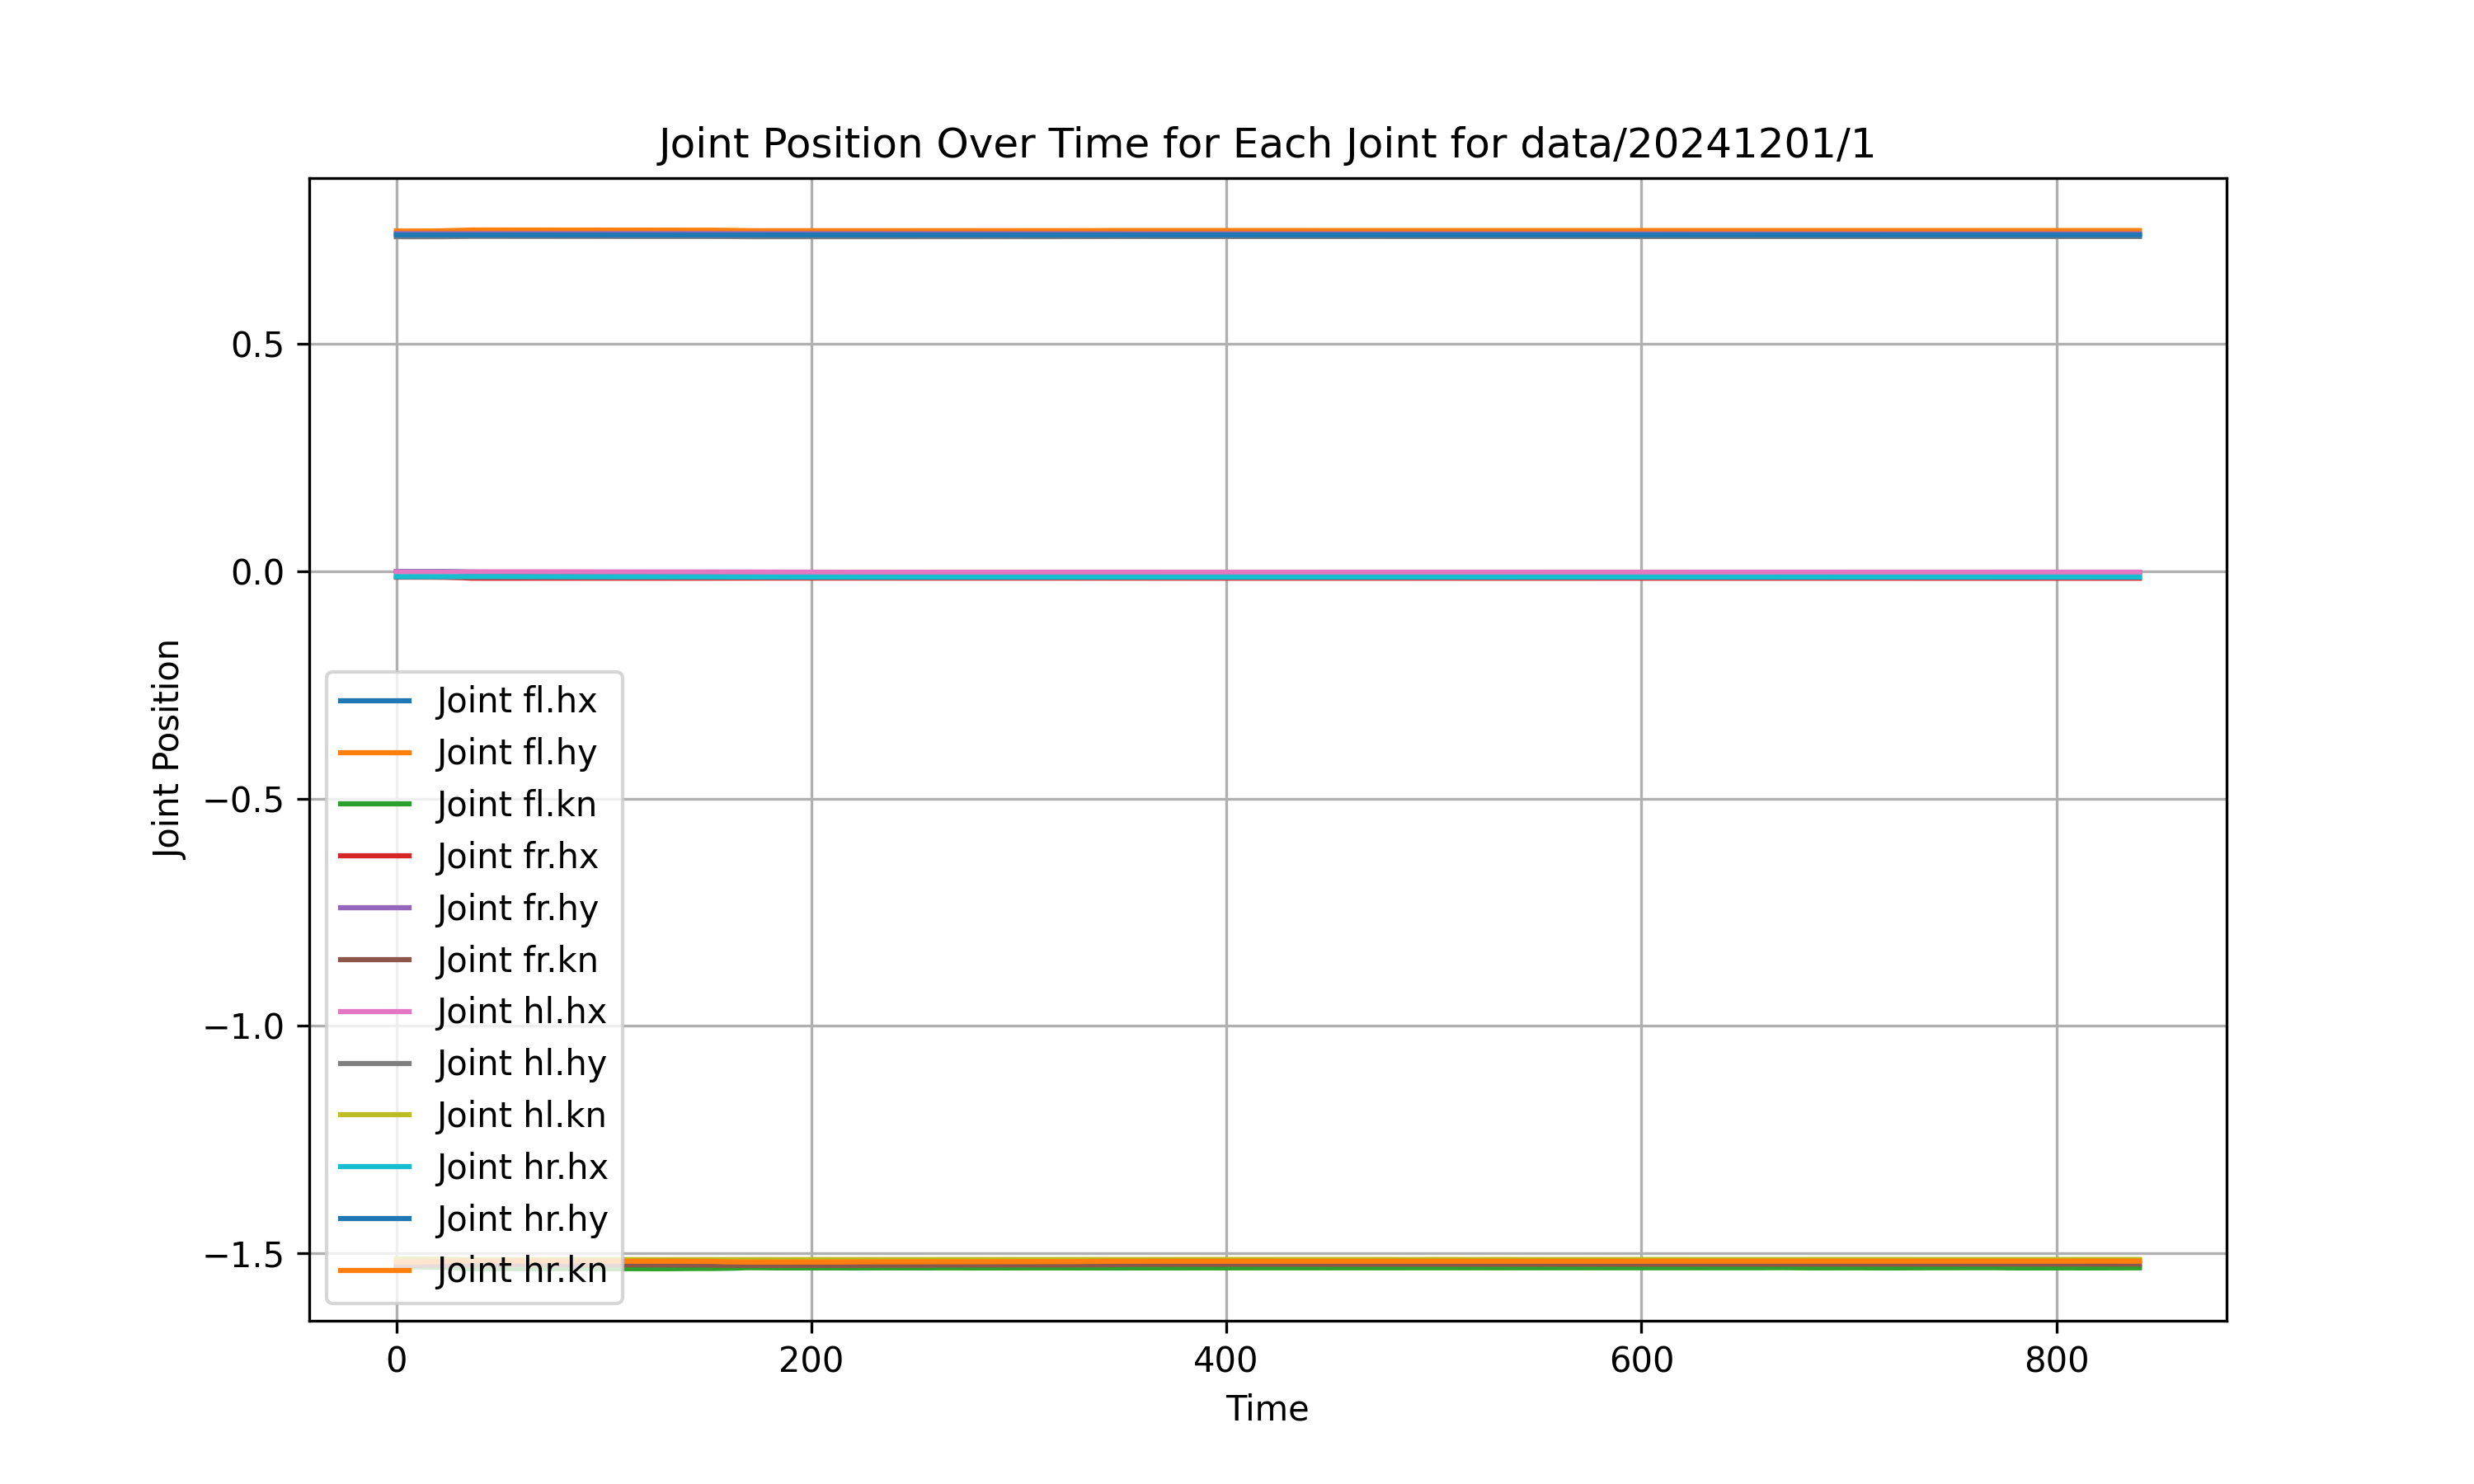 Joint Position Over Time for Each Joint for data/20241201/1
Joint Position
0.5
0.0
−0.5
−1.0
−1.5
Joint fl.hx
Joint fl.hy
Joint fl.kn
Joint fr.hx
Joint fr.hy
Joint fr.kn
Joint hl.hx
Joint hl.hy
Joint hl.kn
Joint hr.hx
Joint hr.hy
Joint hr.kn
0 200 400 600 800
Time